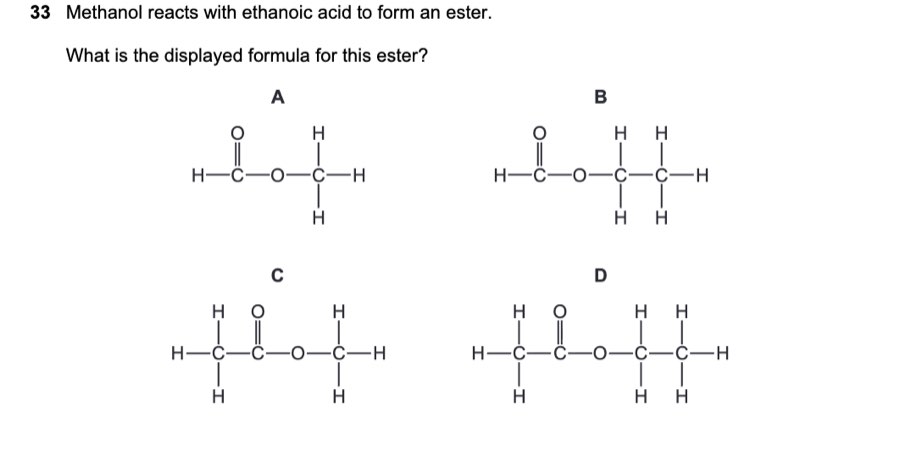 33 Methanol reacts with ethanoic acid to form an ester.
What is the displayed formula for this ester?
A B
O H O H H
H C O C H H C O C C H
H H H
C D
H O H H O H H
H C C O C H H C C O C C H
H H H H H